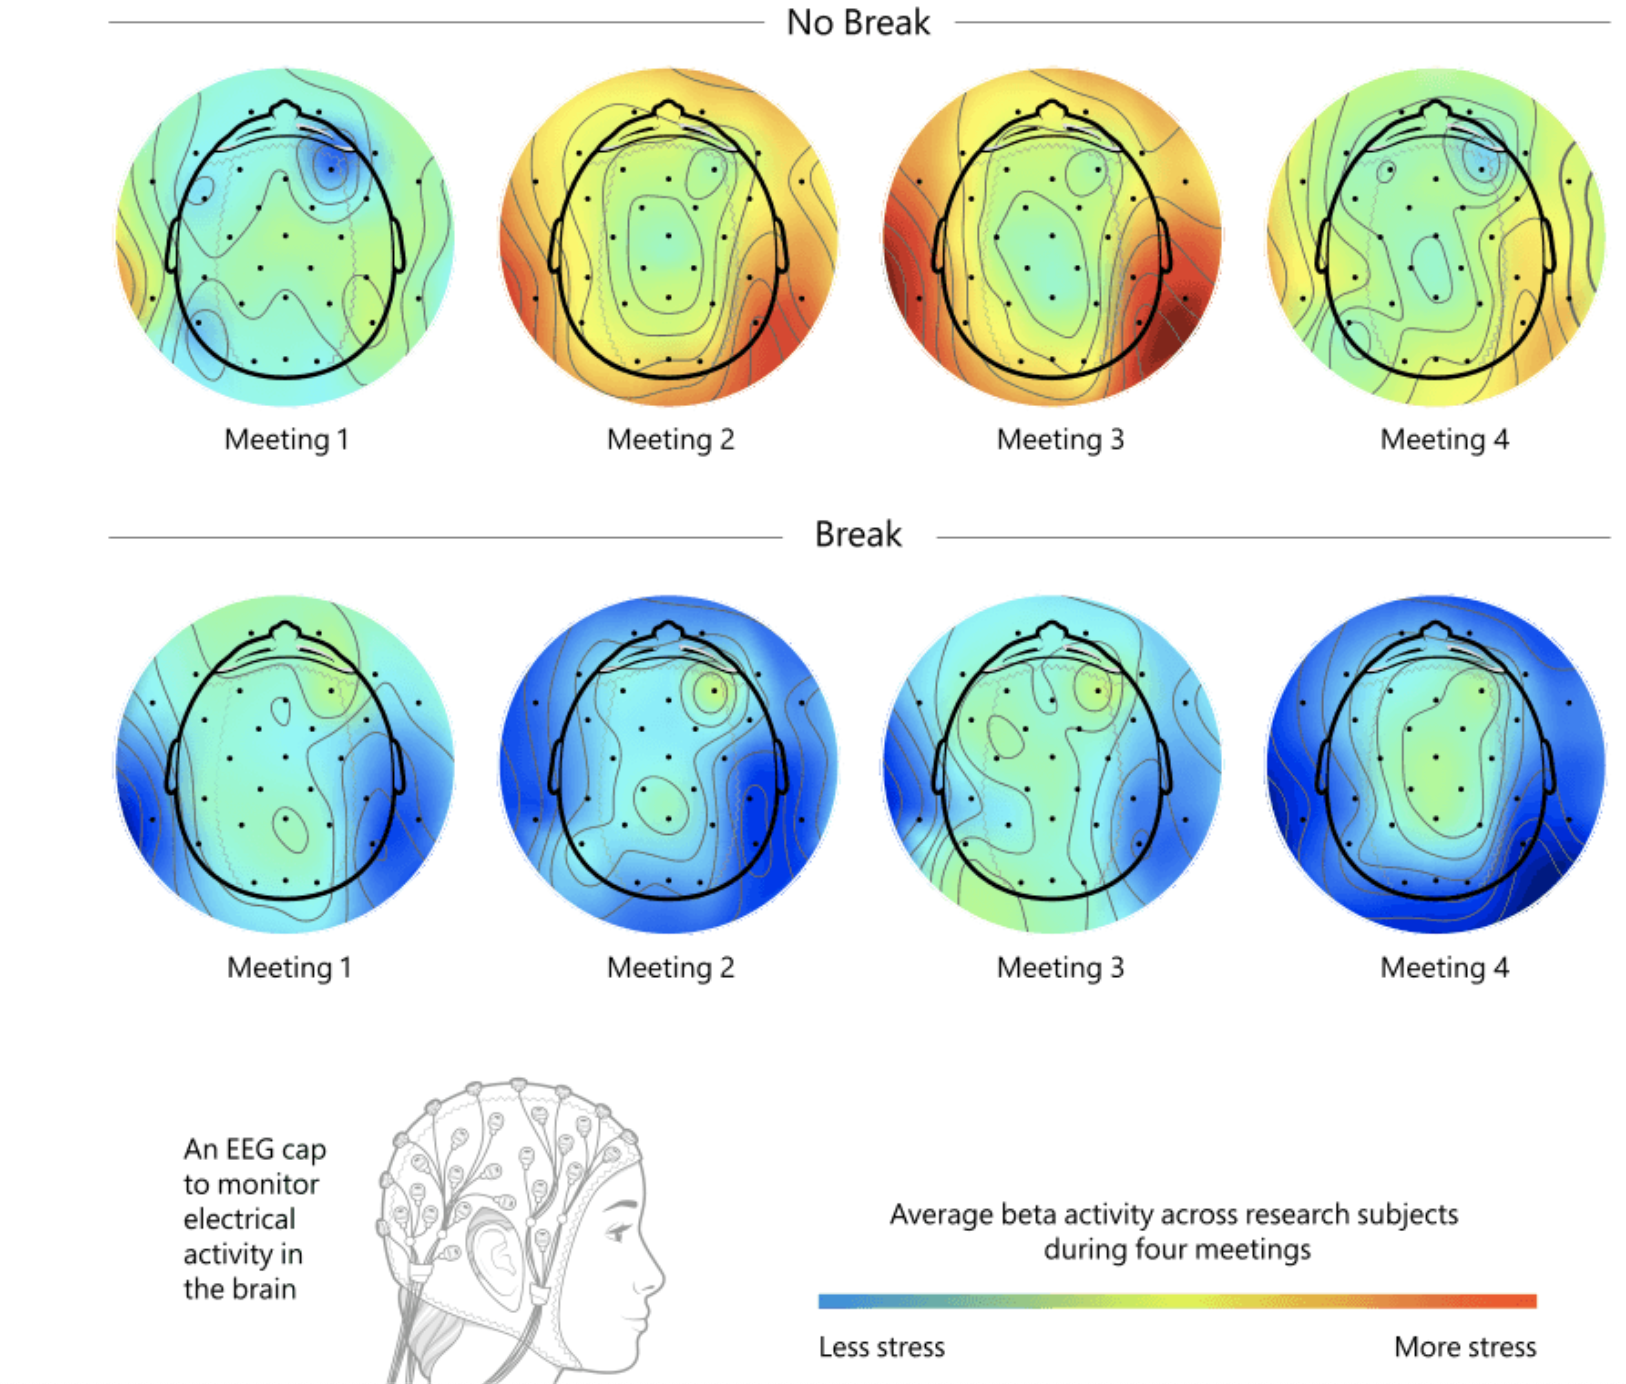 No Break
Meeting 1
Meeting 2
Meeting 3
Meeting 4
Break
Meeting 1
Meeting 2
Meeting 3
Meeting 4
An EEG cap
to monitor
electrical
activity in
the brain
Average beta activity across research subjects
during four meetings
Less stress
More stress